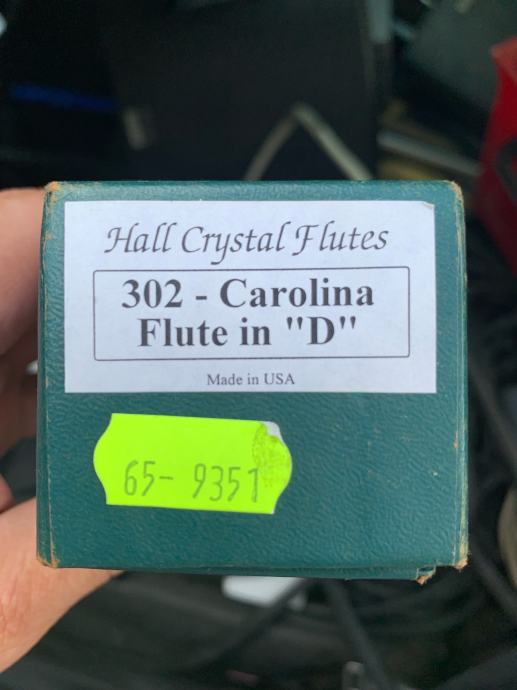 Hall Crystal Flutes
302 - Carolina
Flute in "D"
Made in USA
65- 9351